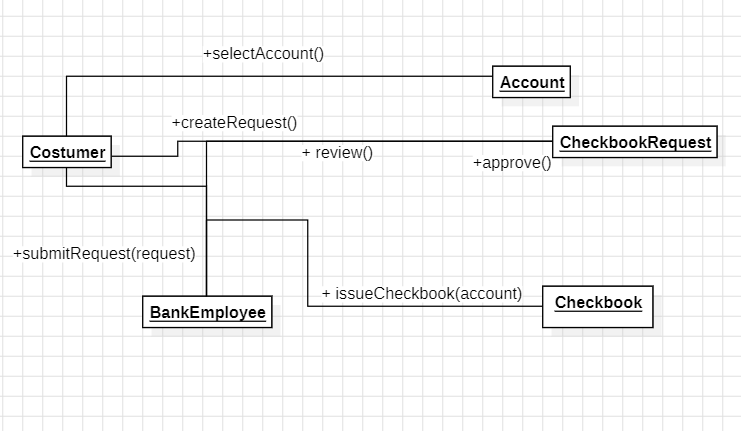 +selectAccount()
Account
+createRequest()
Costumer
+ review()
CheckbookRequest
+approve()
+submitRequest(request)
+ issueCheckbook(account)
Checkbook
BankEmployee